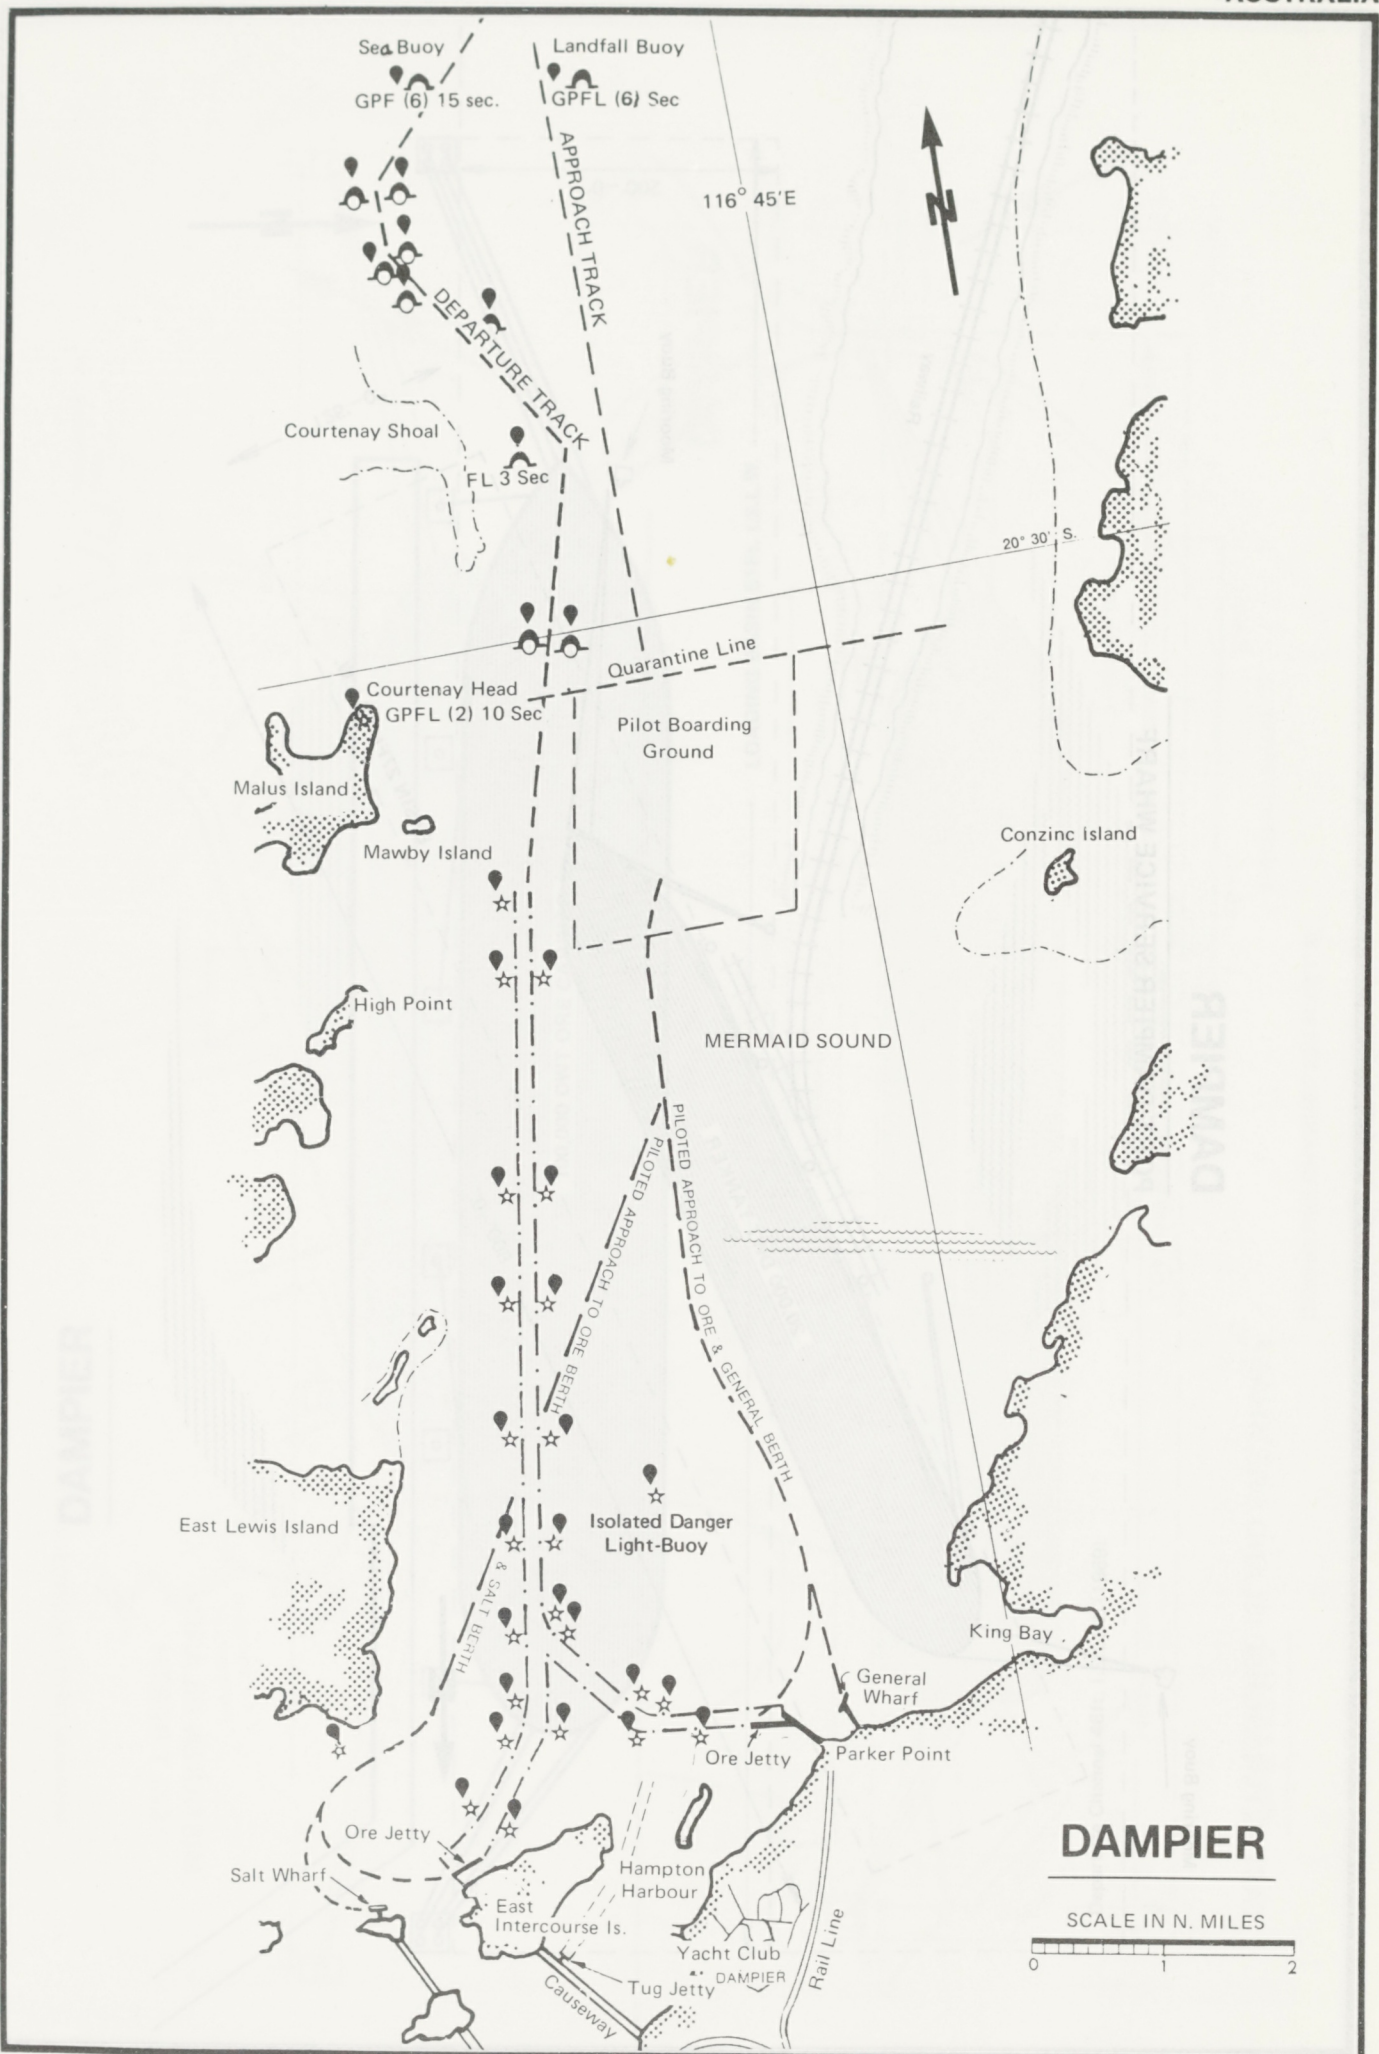 AUSTRALIA
Sea Buoy
GPF (6) 15 sec.
Landfall Buoy
GPFL (6) Sec
APPROACH TRACK
116° 45'E
N
DEPARTURE TRACK
Courtenay Shoal
FL 3 Sec
20° 30' S.
Quarantine Line
Courtenay Head
GPFL (2) 10 Sec
Pilot Boarding
Ground
Malus Island
Mawby Island
Conzinc Island
High Point
MERMAID SOUND
PILOTED APPROACH TO ORE BERTH
& SALT BERTH
PILOTED APPROACH TO ORE & GENERAL BERTH
East Lewis Island
Isolated Danger
Light-Buoy
King Bay
General
Wharf
Ore Jetty
Parker Point
Ore Jetty
Salt Wharf
Hampton
Harbour
East
Intercourse Is.
Yacht Club
DAMPIER
Tug Jetty
Causeway
Rail Line
DAMPIER
SCALE IN N. MILES
0 1 2